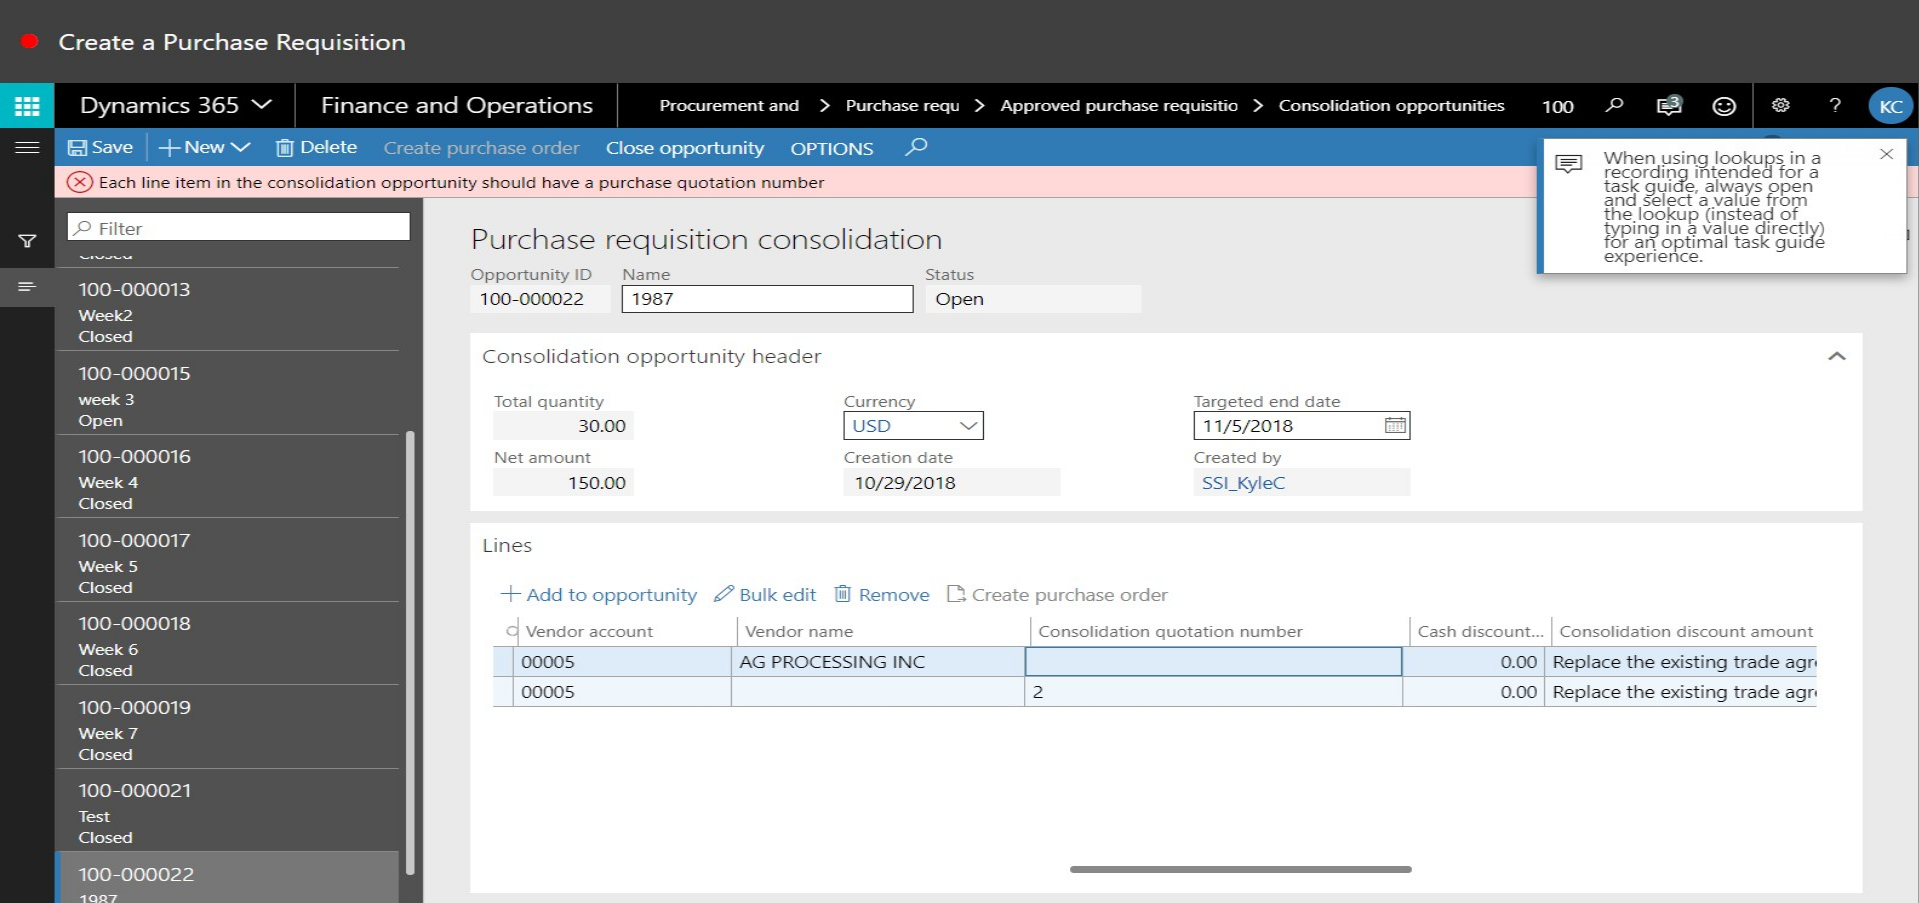 Create a Purchase Requisition
Dynamics 365
Finance and Operations
Procurement and > Purchase requ > Approved purchase requisitio > Consolidation opportunities
100
3
?
KC
Save
New
Delete
Create purchase order
Close opportunity
OPTIONS
Each line item in the consolidation opportunity should have a purchase quotation number
When using lookups in a
recording intended for a
task guide, always open
and select a value from
the lookup (instead of
typing in a value directly)
for an optimal task guide
experience.
Filter
Closed
100-000013
Week2
Closed
100-000015
week 3
Open
100-000016
Week 4
Closed
100-000017
Week 5
Closed
100-000018
Week 6
Closed
100-000019
Week 7
Closed
100-000021
Test
Closed
100-000022
1987
Purchase requisition consolidation
Opportunity ID Name Status
100-000022 1987 Open
Consolidation opportunity header
Total quantity Currency Targeted end date
30.00 USD 11/5/2018
Net amount Creation date Created by
150.00 10/29/2018 SSI_KyleC
Lines
Add to opportunity Bulk edit Remove Create purchase order
Vendor account Vendor name Consolidation quotation number Cash discount... Consolidation discount amount
00005 AG PROCESSING INC 0.00 Replace the existing trade agr
00005 2 0.00 Replace the existing trade agr